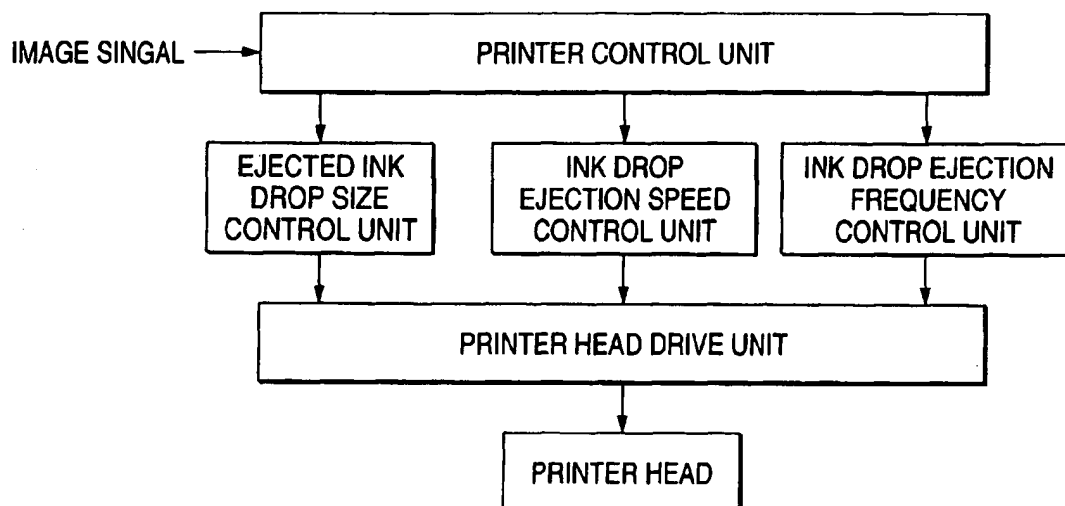 IMAGE SINGAL
PRINTER CONTROL UNIT
EJECTED INK
DROP SIZE
CONTROL UNIT
INK DROP
EJECTION SPEED
CONTROL UNIT
INK DROP EJECTION
FREQUENCY
CONTROL UNIT
PRINTER HEAD DRIVE UNIT
PRINTER HEAD